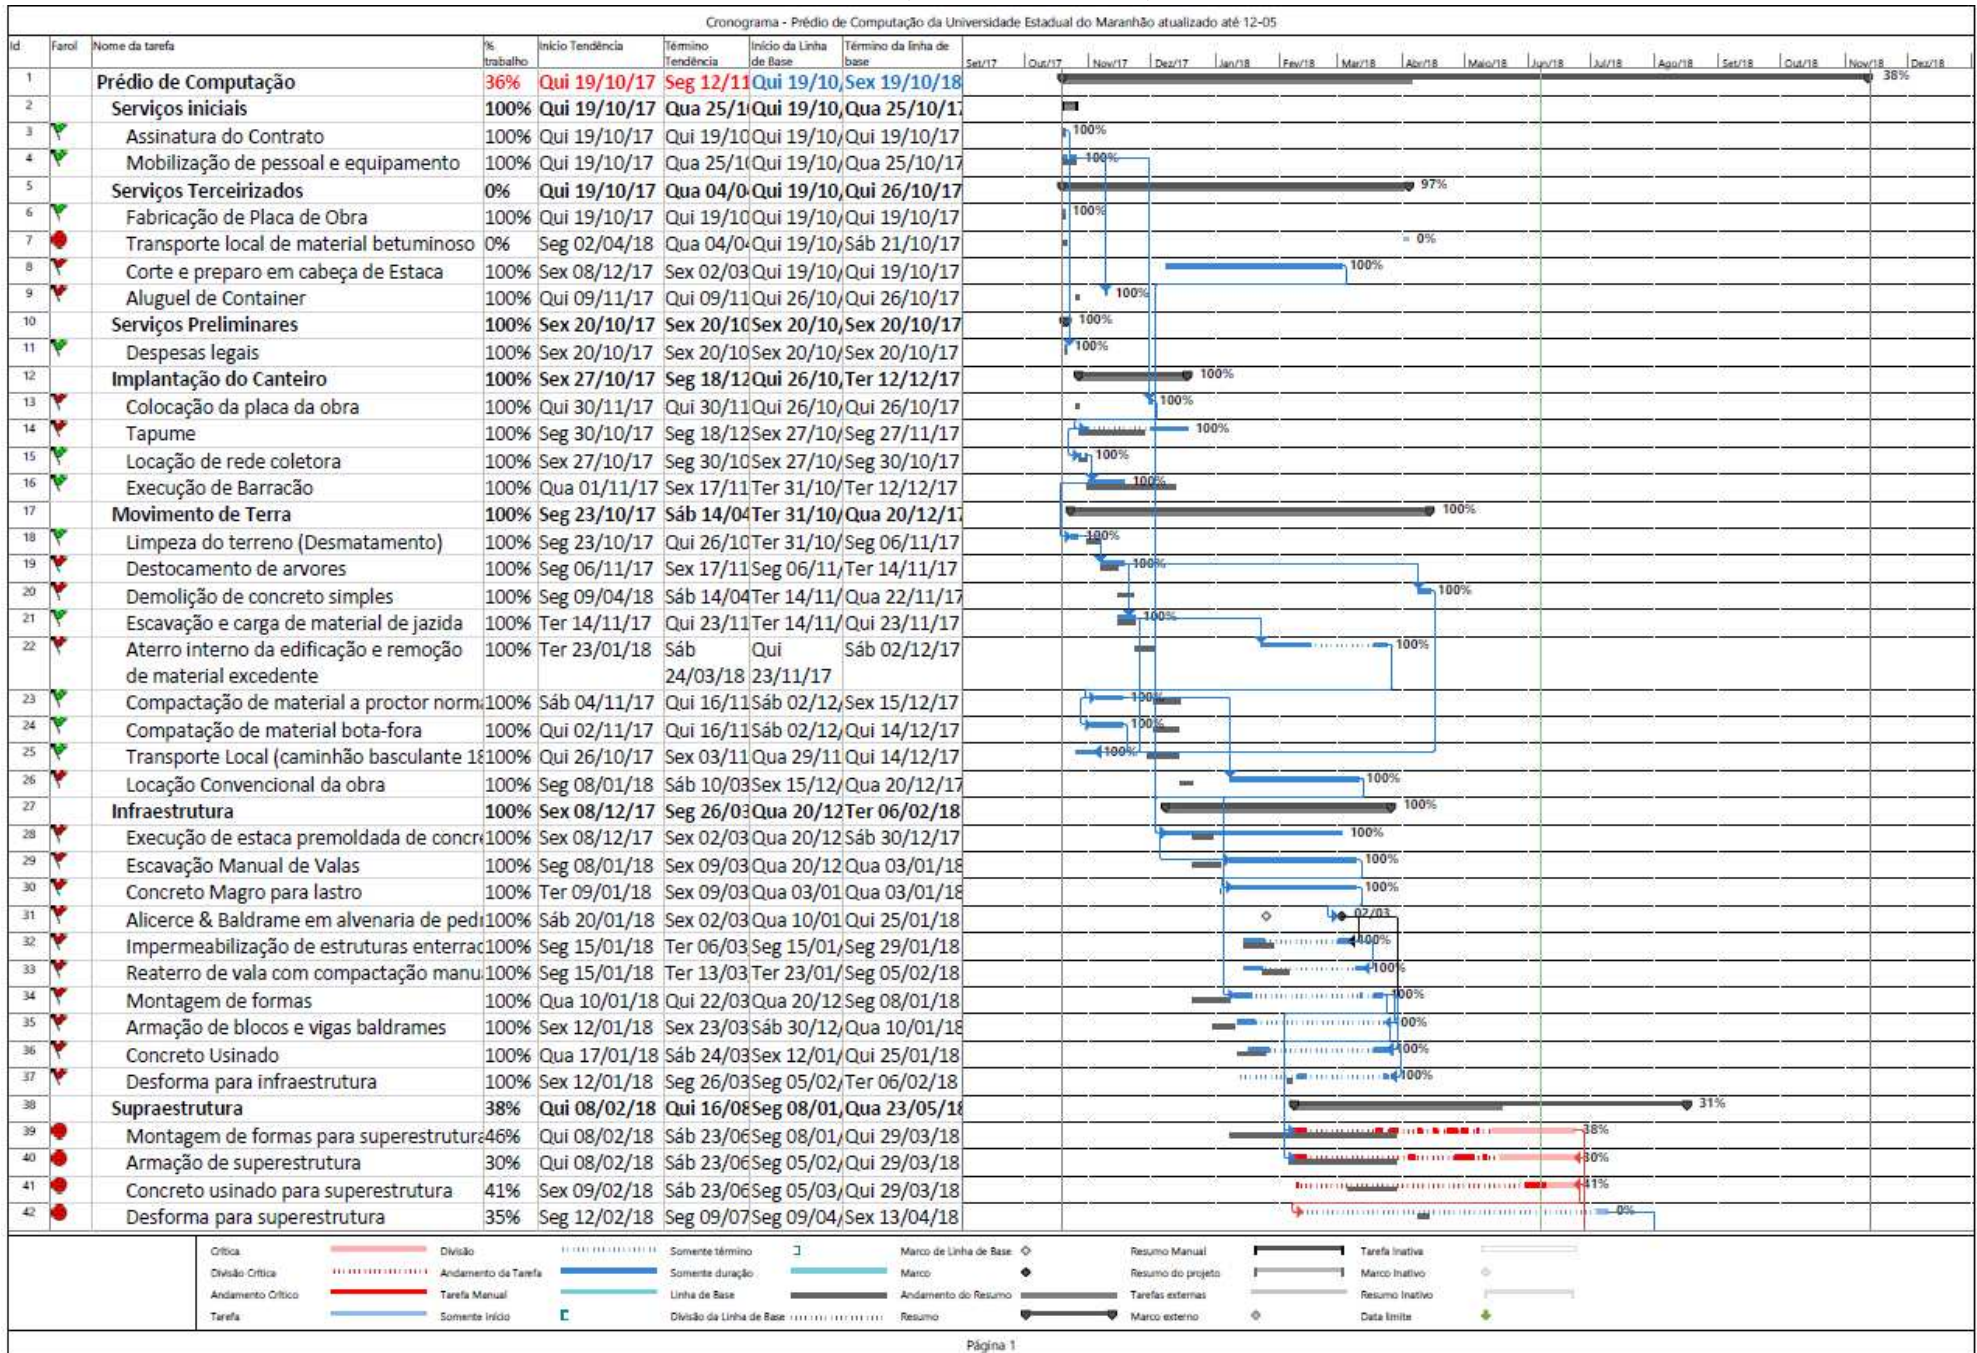 Cronograma - Prédio de Computação da Universidade Estadual do Maranhão atualizado até 12-05
Id Farol Nome da tarefa % trabalho Início Tendência Término Tendência Início da Linha de Base Término da linha de base Set/17 Out/17 Nov/17 Dez/17 Jan/18 Fev/18 Mar/18 Abr/18 Maio/18 Jun/18 Jul/18 Ago/18 Set/18 Out/18 Nov/18 Dez/18
1 Prédio de Computação 36% Qui 19/10/17 Seg 12/11 Qui 19/10/ Sex 19/10/18 38%
2 Serviços iniciais 100% Qui 19/10/17 Qua 25/1 Qui 19/10/ Qua 25/10/17
3 Assinatura do Contrato 100% Qui 19/10/17 Qui 19/10 Qui 19/10/ Qui 19/10/17 100%
4 Mobilização de pessoal e equipamento 100% Qui 19/10/17 Qua 25/10 Qui 19/10/ Qua 25/10/17 100%
5 Serviços Terceirizados 0% Qui 19/10/17 Qua 04/0 Qui 19/10, Qui 26/10/17 97%
6 Fabricação de Placa de Obra 100% Qui 19/10/17 Qui 19/10 Qui 19/10/ Qui 19/10/17 100%
7 Transporte local de material betuminoso 0% Seg 02/04/18 Qua 04/04 Qui 19/10/ Sáb 21/10/17 0%
8 Corte e preparo em cabeça de Estaca 100% Sex 08/12/17 Sex 02/03 Qui 19/10/ Qui 19/10/17 100%
9 Aluguel de Container 100% Qui 09/11/17 Qui 09/11 Qui 26/10/ Qui 26/10/17 100%
10 Serviços Preliminares 100% Sex 20/10/17 Sex 20/10 Sex 20/10, Sex 20/10/17 100%
11 Despesas legais 100% Sex 20/10/17 Sex 20/10 Sex 20/10/ Sex 20/10/17 100%
12 Implantação do Canteiro 100% Sex 27/10/17 Seg 18/12 Qui 26/10, Ter 12/12/17 100%
13 Colocação da placa da obra 100% Qui 30/11/17 Qui 30/11 Qui 26/10/ Qui 26/10/17 100%
14 Tapume 100% Seg 30/10/17 Seg 18/12 Sex 27/10/ Seg 27/11/17 100%
15 Locação de rede coletora 100% Sex 27/10/17 Seg 30/10 Sex 27/10/ Seg 30/10/17 100%
16 Execução de Barracão 100% Qua 01/11/17 Sex 17/11 Ter 31/10/ Ter 12/12/17 100%
17 Movimento de Terra 100% Seg 23/10/17 Sáb 14/04 Ter 31/10/ Qua 20/12/17 100%
18 Limpeza do terreno (Desmatamento) 100% Seg 23/10/17 Qui 26/10 Ter 31/10/ Seg 06/11/17 100%
19 Destocamento de arvores 100% Seg 06/11/17 Sex 17/11 Seg 06/11/ Ter 14/11/17 100%
20 Demolição de concreto simples 100% Seg 09/04/18 Sáb 14/04 Ter 14/11/ Qua 22/11/17 100%
21 Escavação e carga de material de jazida 100% Ter 14/11/17 Qui 23/11 Ter 14/11/ Qui 23/11/17 100%
22 Aterro interno da edificação e remoção 100% Ter 23/01/18 Sáb Qui Sáb 02/12/17 100%
de material excedente 24/03/18 23/11/17
23 Compactação de material a proctor norm 100% Sáb 04/11/17 Qui 16/11 Sáb 02/12/ Sex 15/12/17 100%
24 Compatação de material bota-fora 100% Qui 02/11/17 Qui 16/11 Sáb 02/12/ Qui 14/12/17 100%
25 Transporte Local (caminhão basculante 18 100% Qui 26/10/17 Sex 03/11 Qua 29/11 Qui 14/12/17 100%
26 Locação Convencional da obra 100% Seg 08/01/18 Sáb 10/03 Sex 15/12/ Qua 20/12/17 100%
27 Infraestrutura 100% Sex 08/12/17 Seg 26/03 Qua 20/12 Ter 06/02/18 100%
28 Execução de estaca premoldada de concr 100% Sex 08/12/17 Sex 02/03 Qua 20/12 Sáb 30/12/17 100%
29 Escavação Manual de Valas 100% Seg 08/01/18 Sex 09/03 Qua 20/12 Qua 03/01/18 100%
30 Concreto Magro para lastro 100% Ter 09/01/18 Sex 09/03 Qua 03/01 Qua 03/01/18 100%
31 Alicerce & Baldrame em alvenaria de ped 100% Sáb 20/01/18 Sex 02/03 Qua 10/01 Qui 25/01/18 02/03
32 Impermeabilização de estruturas enterrad 100% Seg 15/01/18 Ter 06/03 Seg 15/01/ Seg 29/01/18 100%
33 Reaterro de vala com compactação manu 100% Seg 15/01/18 Ter 13/03 Ter 23/01/ Seg 05/02/18 100%
34 Montagem de formas 100% Qua 10/01/18 Qui 22/03 Qua 20/12 Seg 08/01/18 100%
35 Armação de blocos e vigas baldrames 100% Sex 12/01/18 Sex 23/03 Sáb 30/12/ Qua 10/01/18 100%
36 Concreto Usinado 100% Qua 17/01/18 Sáb 24/03 Sex 12/01/ Qui 25/01/18 100%
37 Desforma para infraestrutura 100% Sex 12/01/18 Seg 26/03 Seg 05/02/ Ter 06/02/18 100%
38 Supraestrutura 38% Qui 08/02/18 Qui 16/08 Seg 08/01, Qua 23/05/18 31%
39 Montagem de formas para superestrutura 46% Qui 08/02/18 Sáb 23/06 Seg 08/01/ Qui 29/03/18 38%
40 Armação de superestrutura 30% Qui 08/02/18 Sáb 23/06 Seg 05/02/ Qui 29/03/18 30%
41 Concreto usinado para superestrutura 41% Sex 09/02/18 Sáb 23/06 Seg 05/03/ Qui 29/03/18 41%
42 Desforma para superestrutura 35% Seg 12/02/18 Seg 09/07 Seg 09/04/ Sex 13/04/18 0%
Crítica Divisão Somente término Marco de Linha de Base Resumo Manual Tarefa Inativa
Divisão Crítica Andamento da Tarefa Somente duração Marco Resumo do projeto Marco Inativo
Andamento Crítico Tarefa Manual Linha de Base Andamento do Resumo Tarefas externas Resumo Inativo
Tarefa Somente início Divisão da Linha de Base Resumo Marco externo Data limite
Página 1